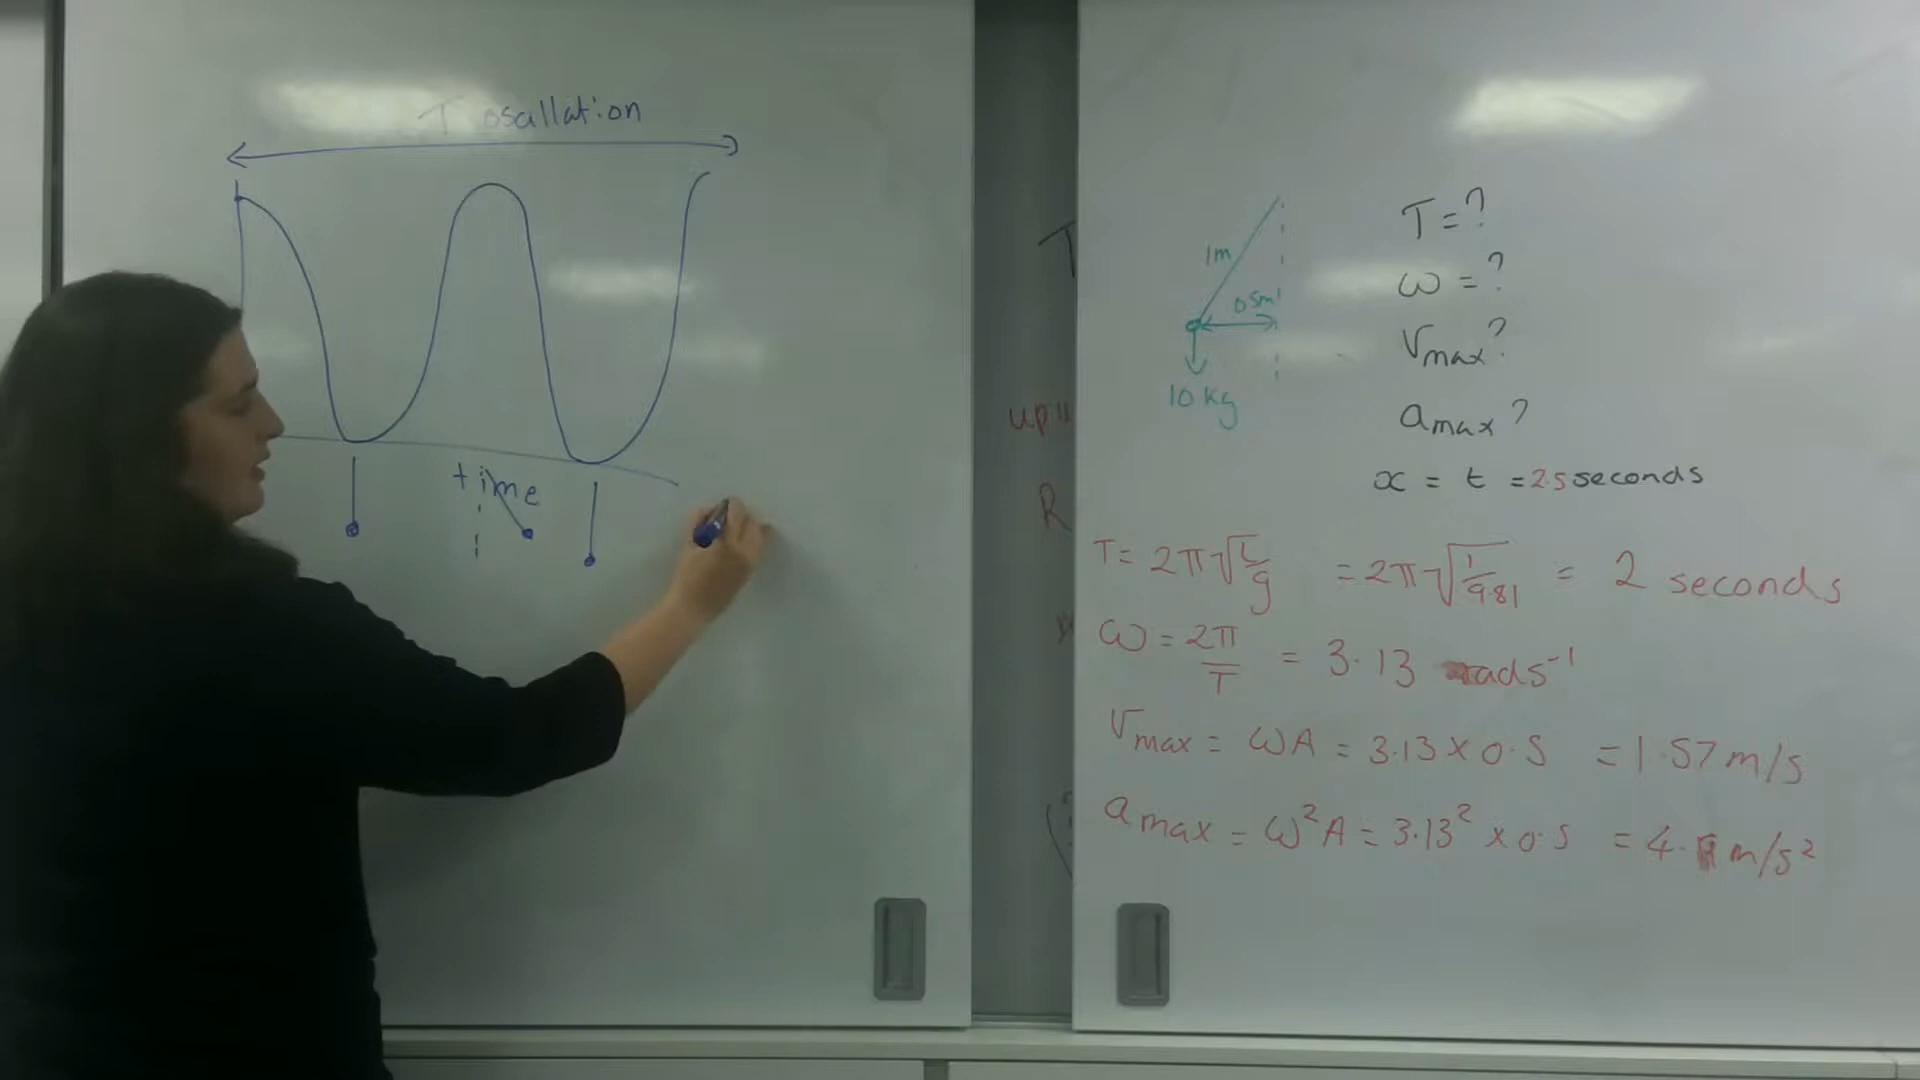 T osallation
time
1m
0.5m
10 kg
T = ?
ω = ?
Vmax?
amax?
x = t = 2.5 seconds
T = 2π√L/g = 2π√1/9.81 = 2 seconds
ω = 2π/T = 3.13 rads⁻¹
Vmax = ωA = 3.13 x 0.5 = 1.57 m/s
amax = ω²A = 3.13² x 0.5 = 4. m/s²
T
R